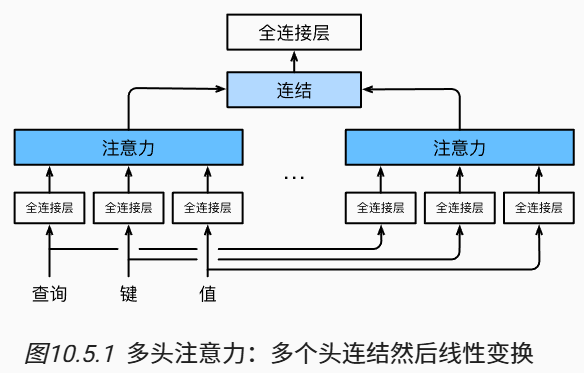 全连接层
连结
注意力 注意力
...
全连接层 全连接层 全连接层 全连接层 全连接层 全连接层
查询 键 值
图10.5.1 多头注意力：多个头连结然后线性变换